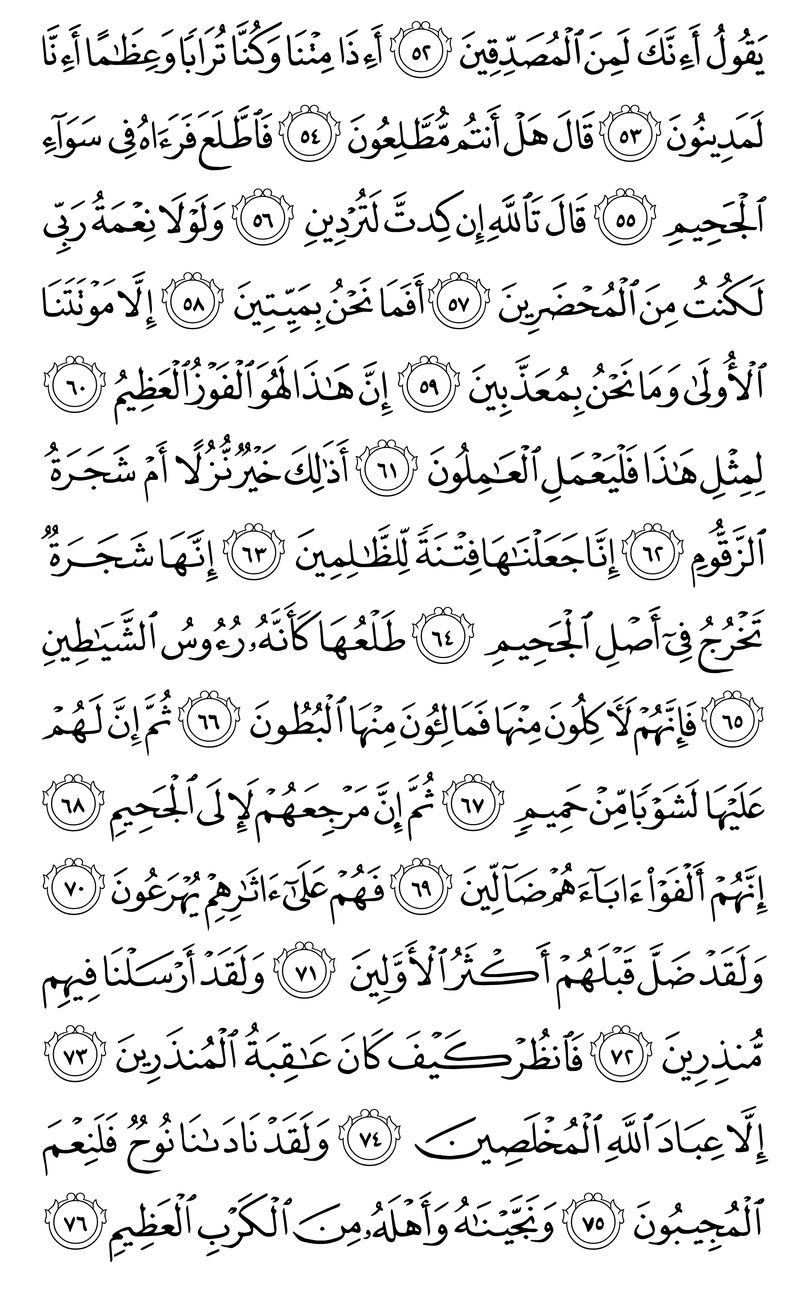 يَقُولُ أَءِنَّكَ لَمِنَ ٱلْمُصَدِّقِينَ ٥٢ أَءِذَا مِتْنَا وَكُنَّا تُرَابًا وَعِظَٰمًا أَءِنَّا
لَمَدِينُونَ ٥٣ قَالَ هَلْ أَنتُم مُّطَّلِعُونَ ٥٤ فَٱطَّلَعَ فَرَءَاهُ فِى سَوَآءِ
ٱلْجَحِيمِ ٥٥ قَالَ تَٱللَّهِ إِن كِدتَّ لَتُرْدِينِ ٥٦ وَلَوْلَا نِعْمَةُ رَبِّى
لَكُنتُ مِنَ ٱلْمُحْضَرِينَ ٥٧ أَفَمَا نَحْنُ بِمَيِّتِينَ ٥٨ إِلَّا مَوْتَتَنَا
ٱلْأُولَىٰ وَمَا نَحْنُ بِمُعَذَّبِينَ ٥٩ إِنَّ هَٰذَا لَهُوَ ٱلْفَوْزُ ٱلْعَظِيمُ ٦٠
لِمِثْلِ هَٰذَا فَلْيَعْمَلِ ٱلْعَٰمِلُونَ ٦١ أَذَٰلِكَ خَيْرٌ نُّزُلًا أَمْ شَجَرَةُ
ٱلزَّقُّومِ ٦٢ إِنَّا جَعَلْنَٰهَا فِتْنَةً لِّلظَّٰلِمِينَ ٦٣ إِنَّهَا شَجَرَةٌ
تَخْرُجُ فِىٓ أَصْلِ ٱلْجَحِيمِ ٦٤ طَلْعُهَا كَأَنَّهُۥ رُءُوسُ ٱلشَّيَٰطِينِ
٦٥ فَإِنَّهُمْ لَءَاكِلُونَ مِنْهَا فَمَالِـُٔونَ مِنْهَا ٱلْبُطُونَ ٦٦ ثُمَّ إِنَّ لَهُمْ
عَلَيْهَا لَشَوْبًا مِّنْ حَمِيمٍ ٦٧ ثُمَّ إِنَّ مَرْجِعَهُمْ لَإِلَى ٱلْجَحِيمِ ٦٨
إِنَّهُمْ أَلْفَوْا۟ ءَابَآءَهُمْ ضَآلِّينَ ٦٩ فَهُمْ عَلَىٰٓ ءَاثَٰرِهِمْ يُهْرَعُونَ ٧٠
وَلَقَدْ ضَلَّ قَبْلَهُمْ أَكْثَرُ ٱلْأَوَّلِينَ ٧١ وَلَقَدْ أَرْسَلْنَا فِيهِم
مُّنذِرِينَ ٧٢ فَٱنظُرْ كَيْفَ كَانَ عَٰقِبَةُ ٱلْمُنذَرِينَ ٧٣
إِلَّا عِبَادَ ٱللَّهِ ٱلْمُخْلَصِينَ ٧٤ وَلَقَدْ نَادَىٰنَا نُوحٌ فَلَنِعْمَ
ٱلْمُجِيبُونَ ٧٥ وَنَجَّيْنَٰهُ وَأَهْلَهُۥ مِنَ ٱلْكَرْبِ ٱلْعَظِيمِ ٧٦